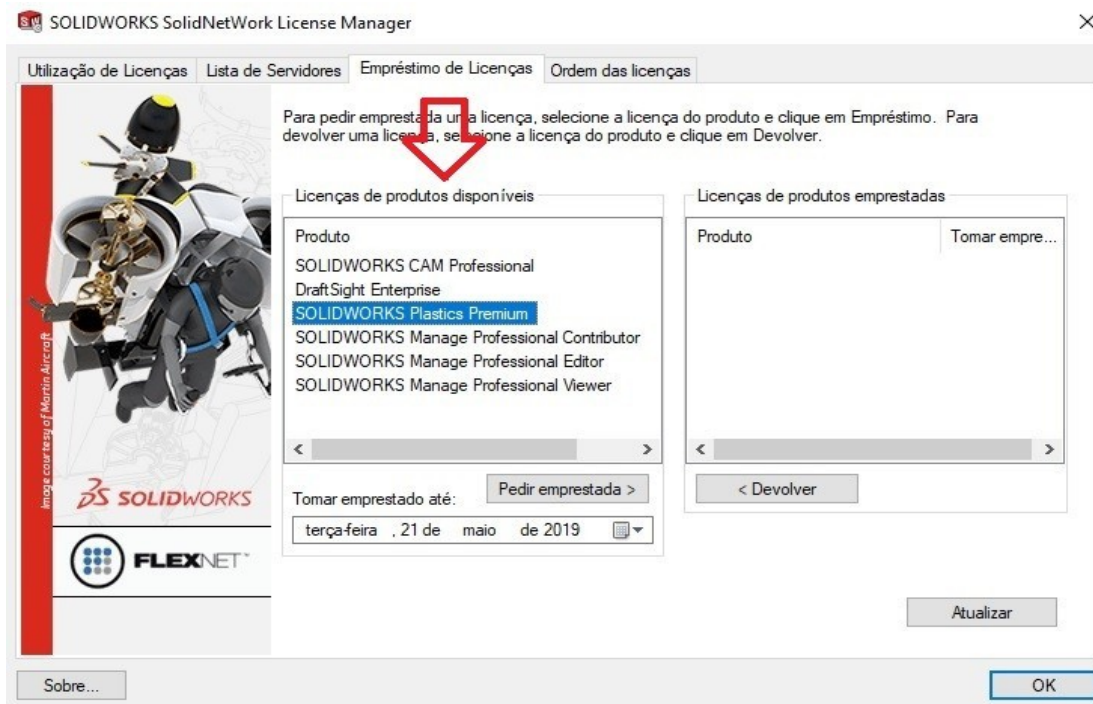 SOLIDWORKS SolidNetWork License Manager
Utilização de Licenças
Lista de Servidores
Empréstimo de Licenças
Ordem das licenças
Para pedir emprestada uma licença, selecione a licença do produto e clique em Empréstimo. Para
devolver uma licença, selecione a licença do produto e clique em Devolver.
Licenças de produtos disponíveis
Produto
SOLIDWORKS CAM Professional
DraftSight Enterprise
SOLIDWORKS Plastics Premium
SOLIDWORKS Manage Professional Contributor
SOLIDWORKS Manage Professional Editor
SOLIDWORKS Manage Professional Viewer
Tomar emprestado até:
Pedir emprestada >
terça-feira , 21 de maio de 2019
Licenças de produtos emprestadas
Produto
Tomar empre...
< Devolver
Atualizar
Image courtesy of Martin Aircraft
SOLIDWORKS
FLEXNET
Sobre...
OK